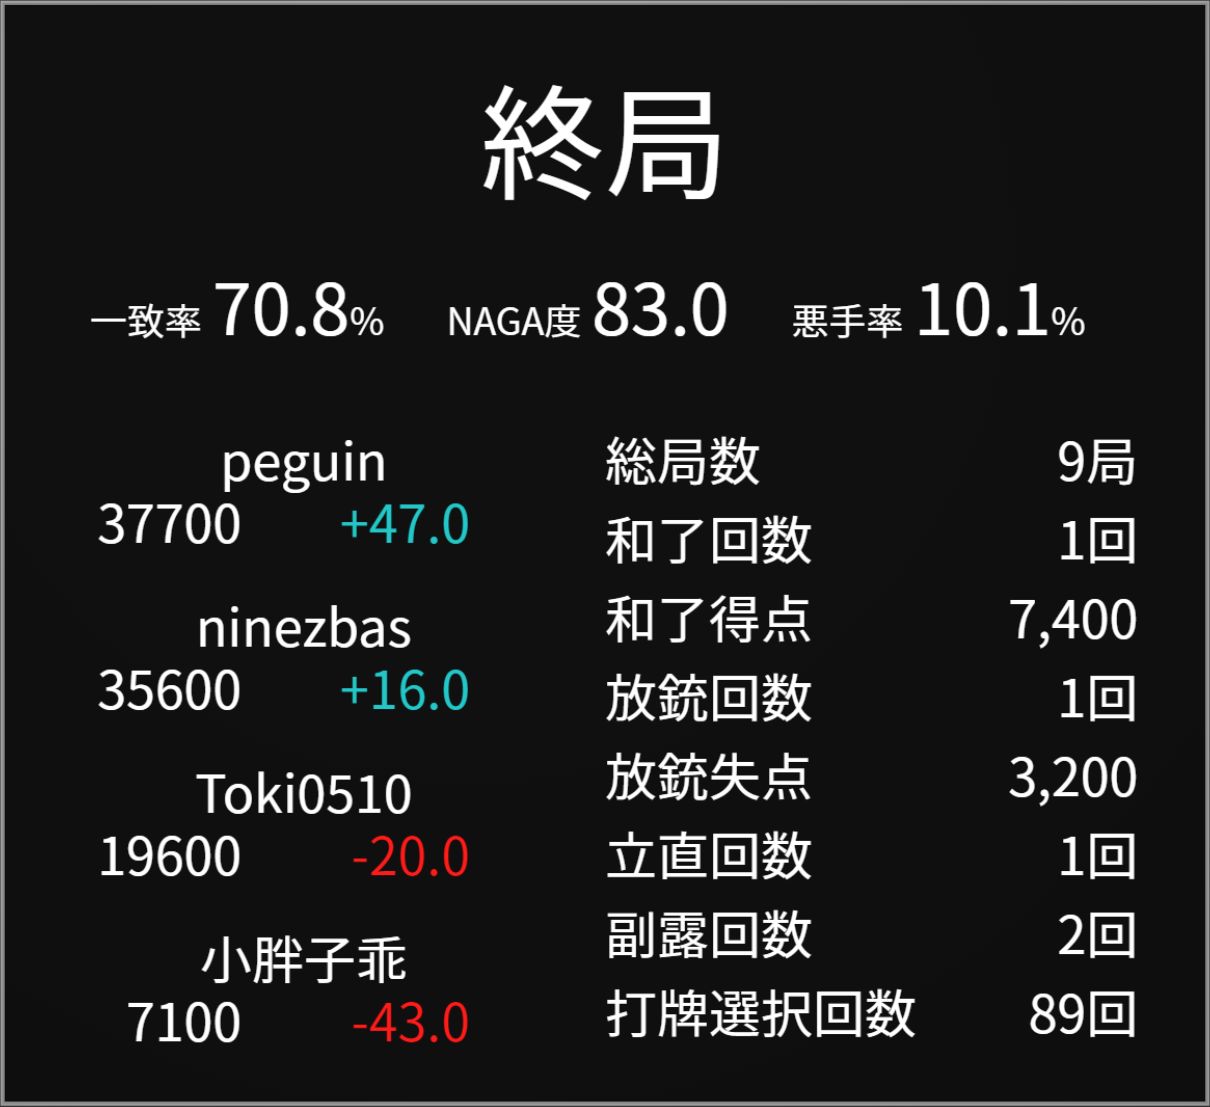 終局
一致率 70.8% NAGA度 83.0 悪手率 10.1%
peguin
37700 +47.0
ninezbas
35600 +16.0
Toki0510
19600 -20.0
小胖子乖
7100 -43.0
総局数 9局
和了回数 1回
和了得点 7,400
放銃回数 1回
放銃失点 3,200
立直回数 1回
副露回数 2回
打牌選択回数 89回